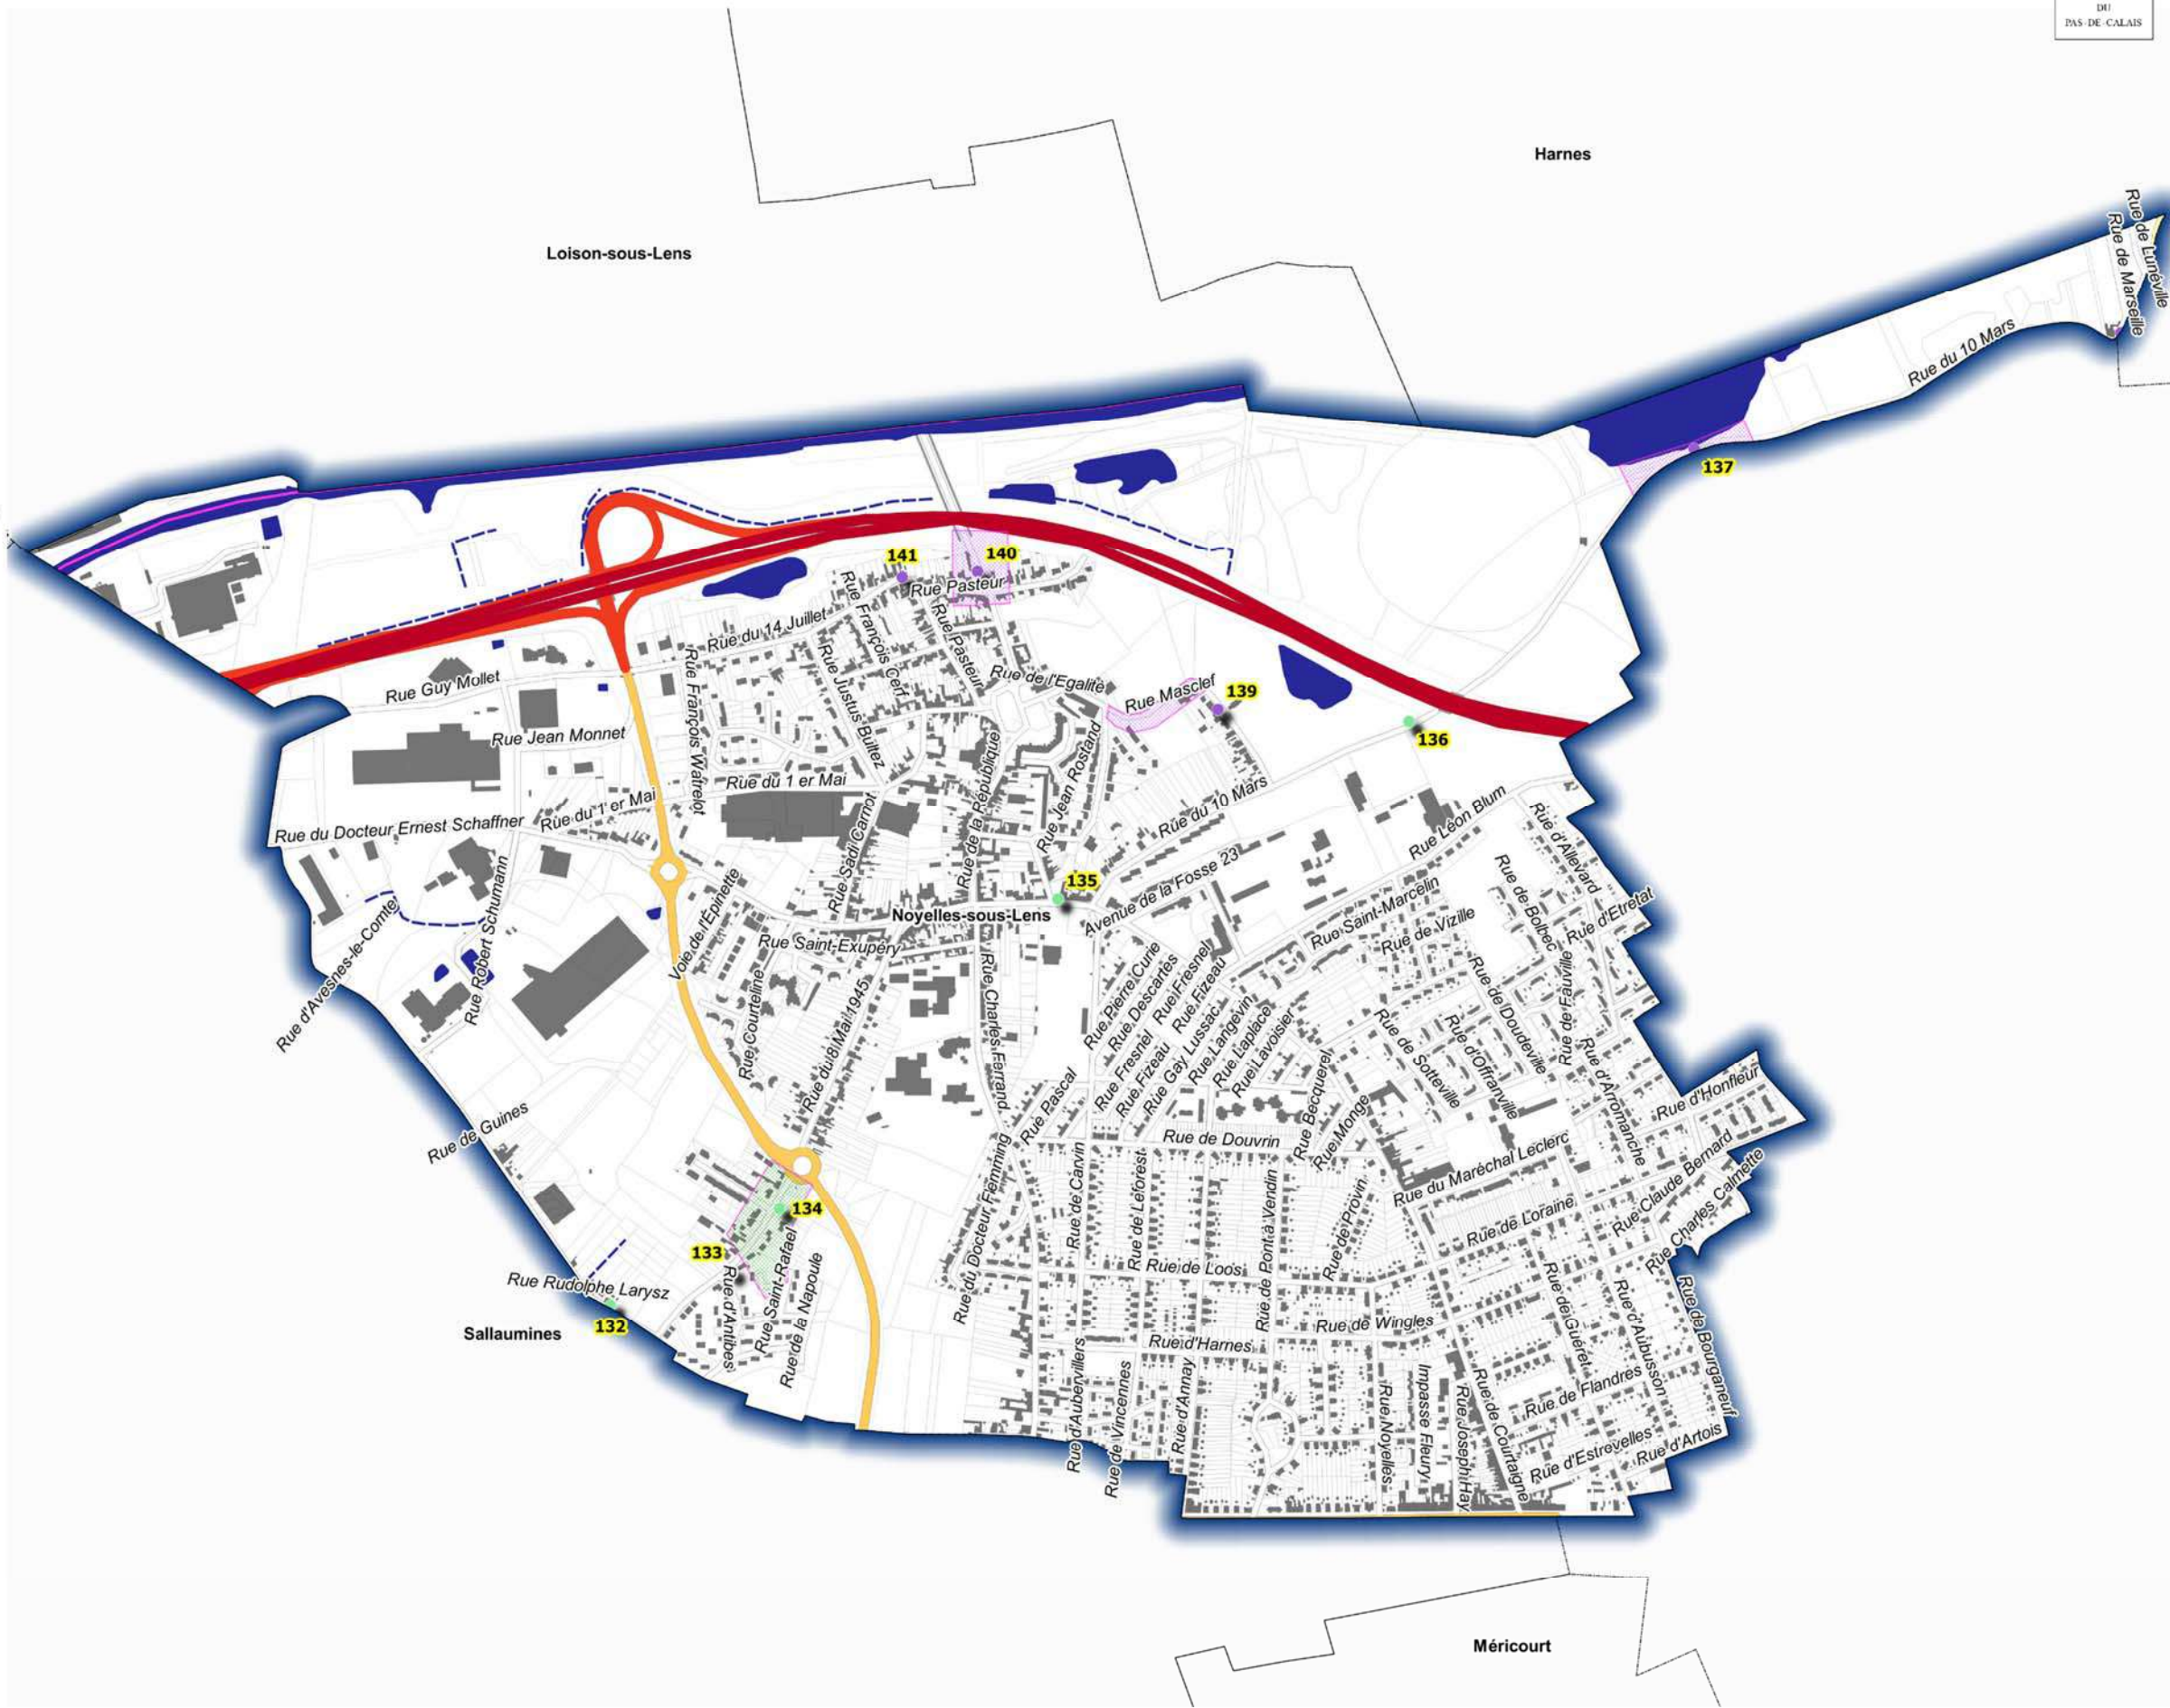 DU
PAS-DE-CALAIS
Harnes
Loison-sous-Lens
Rue de Lunéville
Rue de Marseille
Rue du 10 Mars
137
141
140
Rue Pasteur
Rue François Cerf
Rue du 14 Juillet
Rue Pasteur
Rue Justus Bultez
Rue Guy Mollet
Rue de l'Egalité
Rue Masclef
139
136
Rue Jean Monnet
Rue François Watrelot
Rue du 1 er Mai
Rue de la République
Rue Jean Rostand
Rue du 10 Mars
Rue du 1 er Mai
Rue du Docteur Ernest Schaffner
Rue Sadi Carnot
Rue Léon Blum
Rue d'Allevard
Rue Robert Schumann
Voie de l'Epinette
135
Avenue de la Fosse 23
Rue de Bolbec
Noyelles-sous-Lens
Rue Saint-Marcelin
Rue de Vizille
Rue d'Etretat
Rue d'Avesnes-le-Comte
Rue Saint-Exupéry
Rue Courteline
Rue du 8 Mai 1945
Rue Charles Ferrand
Rue Pierre Curie
Rue Descartes
Rue Fresnel
Rue Fizeau
Rue Fresnel
Rue Fizeau
Rue Gay Lussac
Rue Langevin
Rue Laplace
Rue Lavoisier
Rue de Doudeville
Rue de Fauville
Rue de Sotteville
Rue d'Offranville
Rue d'Arromanche
Rue d'Honfleur
Rue de Guines
Rue Pascal
Rue Becquerel
Rue Monge
Rue de Douvrin
Rue du Maréchal Leclerc
Rue Claude Bernard
Rue Charles Calmette
Rue du Docteur Flemming
Rue de Carvin
Rue de Leforest
Rue de Pont à Vendin
Rue de Provin
Rue de Loraine
134
133
Rue Saint-Rafael
Rue d'Antibes
Rue de la Napoule
Rue Rudolphe Larysz
132
Sallaumines
Rue de Loos
Rue de Wingles
Rue d'Harnes
Rue de Guéret
Rue d'Aubusson
Rue de Bourganeuf
Rue d'Aubervillers
Rue de Vincennes
Rue d'Annay
Rue Noyelles
Impasse Fleury
Rue Joseph Hay
Rue de Courtaigne
Rue de Flandres
Rue d'Estrevelles
Rue d'Artois
Méricourt